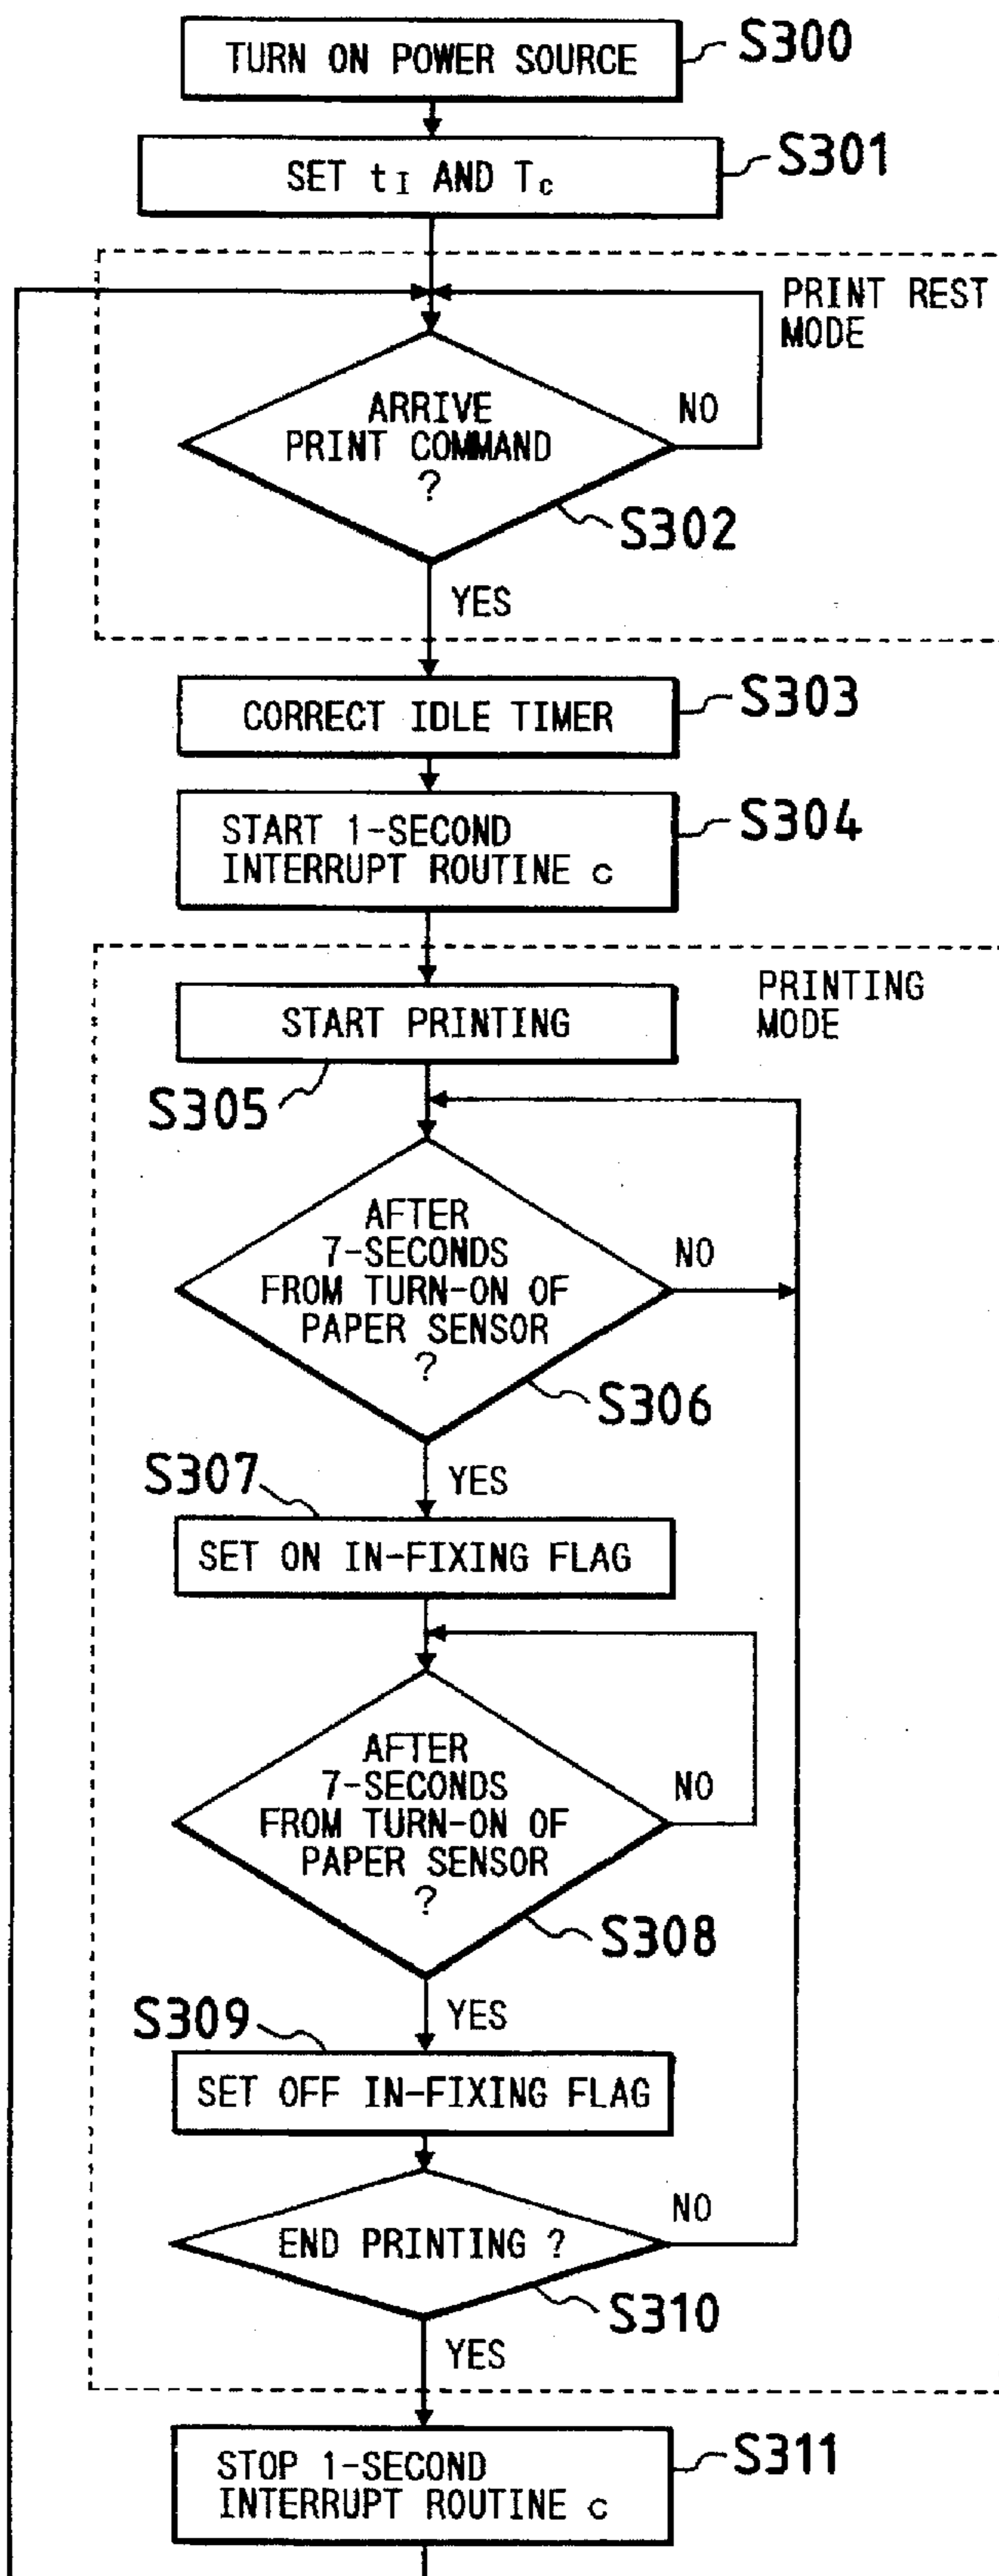 TURN ON POWER SOURCE
S300
SET tI AND Tc
S301
PRINT REST
MODE
ARRIVE
PRINT COMMAND
?
NO
S302
YES
CORRECT IDLE TIMER
S303
START 1-SECOND
INTERRUPT ROUTINE c
S304
PRINTING
MODE
START PRINTING
S305
AFTER
7-SECONDS
FROM TURN-ON OF
PAPER SENSOR
?
NO
S306
YES
S307
SET ON IN-FIXING FLAG
AFTER
7-SECONDS
FROM TURN-ON OF
PAPER SENSOR
?
NO
S308
YES
S309
SET OFF IN-FIXING FLAG
END PRINTING ?
NO
S310
YES
STOP 1-SECOND
INTERRUPT ROUTINE c
S311